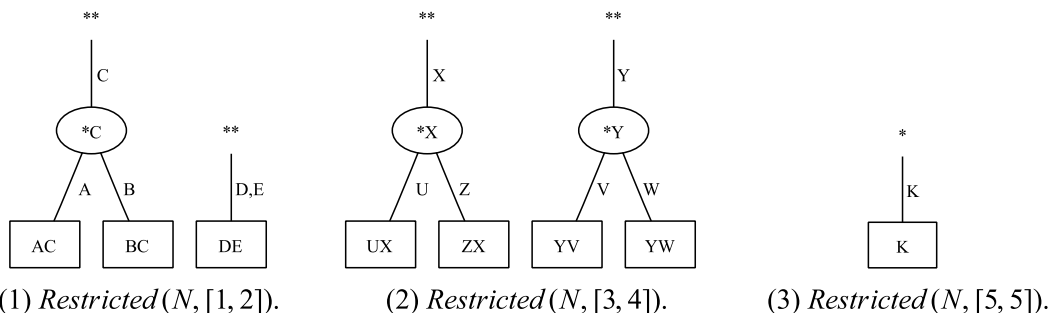 ** ** **
C X Y
*C ** *X *Y *
A B D,E U Z V W K
AC BC DE UX ZX YV YW K
(1) Restricted (N, [1, 2]). (2) Restricted (N, [3, 4]). (3) Restricted (N, [5, 5]).